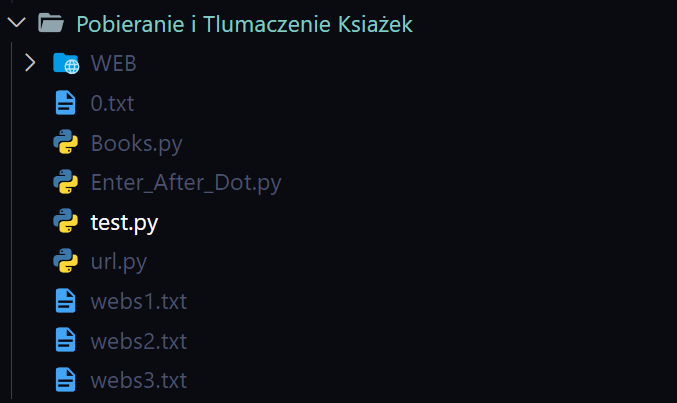 Pobieranie i Tlumaczenie Ksiażek
WEB
0.txt
Books.py
Enter_After_Dot.py
test.py
url.py
webs1.txt
webs2.txt
webs3.txt